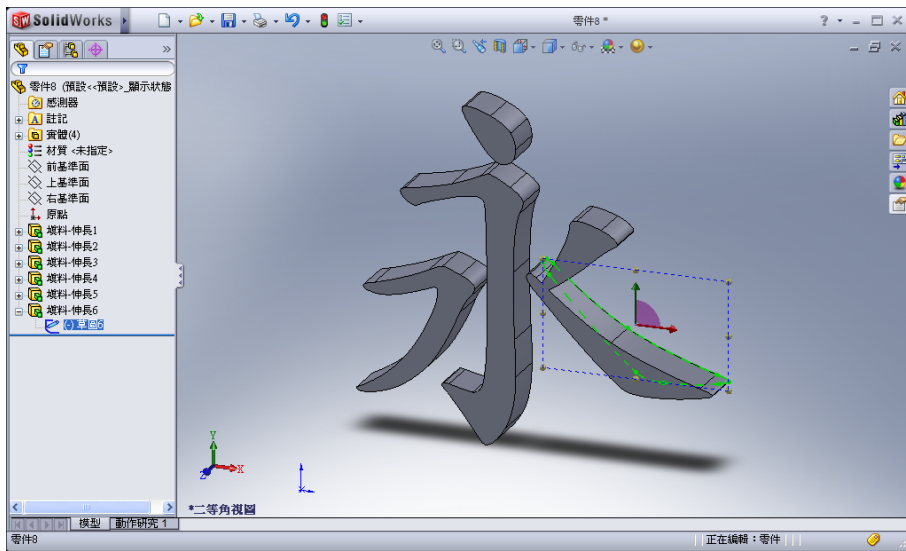 SolidWorks
零件8 *
零件8 (預設<<預設>_顯示狀態
感測器
註記
實體(4)
材質 <未指定>
前基準面
上基準面
右基準面
原點
填料-伸長1
填料-伸長2
填料-伸長3
填料-伸長4
填料-伸長5
填料-伸長6
(-) 草圖6
永
Y
X
Z
*二等角視圖
模型
動作研究 1
零件8
正在編輯：零件